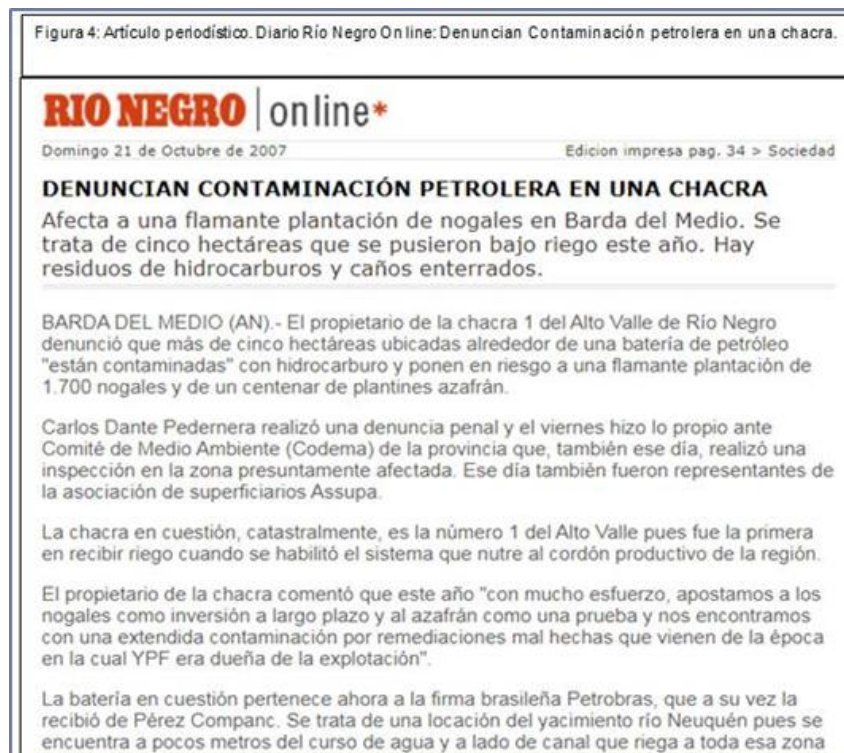 Figura 4: Artículo periodístico. Diario Río Negro On line: Denuncian Contaminación petrolera en una chacra.
RIO NEGRO | on line*
Domingo 21 de Octubre de 2007 Edicion impresa pag. 34 > Sociedad
DENUNCIAN CONTAMINACIÓN PETROLERA EN UNA CHACRA
Afecta a una flamante plantación de nogales en Barda del Medio. Se
trata de cinco hectáreas que se pusieron bajo riego este año. Hay
residuos de hidrocarburos y caños enterrados.
BARDA DEL MEDIO (AN).- El propietario de la chacra 1 del Alto Valle de Río Negro
denunció que más de cinco hectáreas ubicadas alrededor de una batería de petróleo
"están contaminadas" con hidrocarburo y ponen en riesgo a una flamante plantación de
1.700 nogales y de un centenar de plantines azafrán.
Carlos Dante Pedernera realizó una denuncia penal y el viernes hizo lo propio ante
Comité de Medio Ambiente (Codema) de la provincia que, también ese día, realizó una
inspección en la zona presuntamente afectada. Ese día también fueron representantes de
la asociación de superficiarios Assupa.
La chacra en cuestión, catastralmente, es la número 1 del Alto Valle pues fue la primera
en recibir riego cuando se habilitó el sistema que nutre al cordón productivo de la región.
El propietario de la chacra comentó que este año "con mucho esfuerzo, apostamos a los
nogales como inversión a largo plazo y al azafrán como una prueba y nos encontramos
con una extendida contaminación por remediaciones mal hechas que vienen de la época
en la cual YPF era dueña de la explotación".
La batería en cuestión pertenece ahora a la firma brasileña Petrobras, que a su vez la
recibió de Pérez Companc. Se trata de una locación del yacimiento río Neuquén pues se
encuentra a pocos metros del curso de agua y a lado de canal que riega a toda esa zona